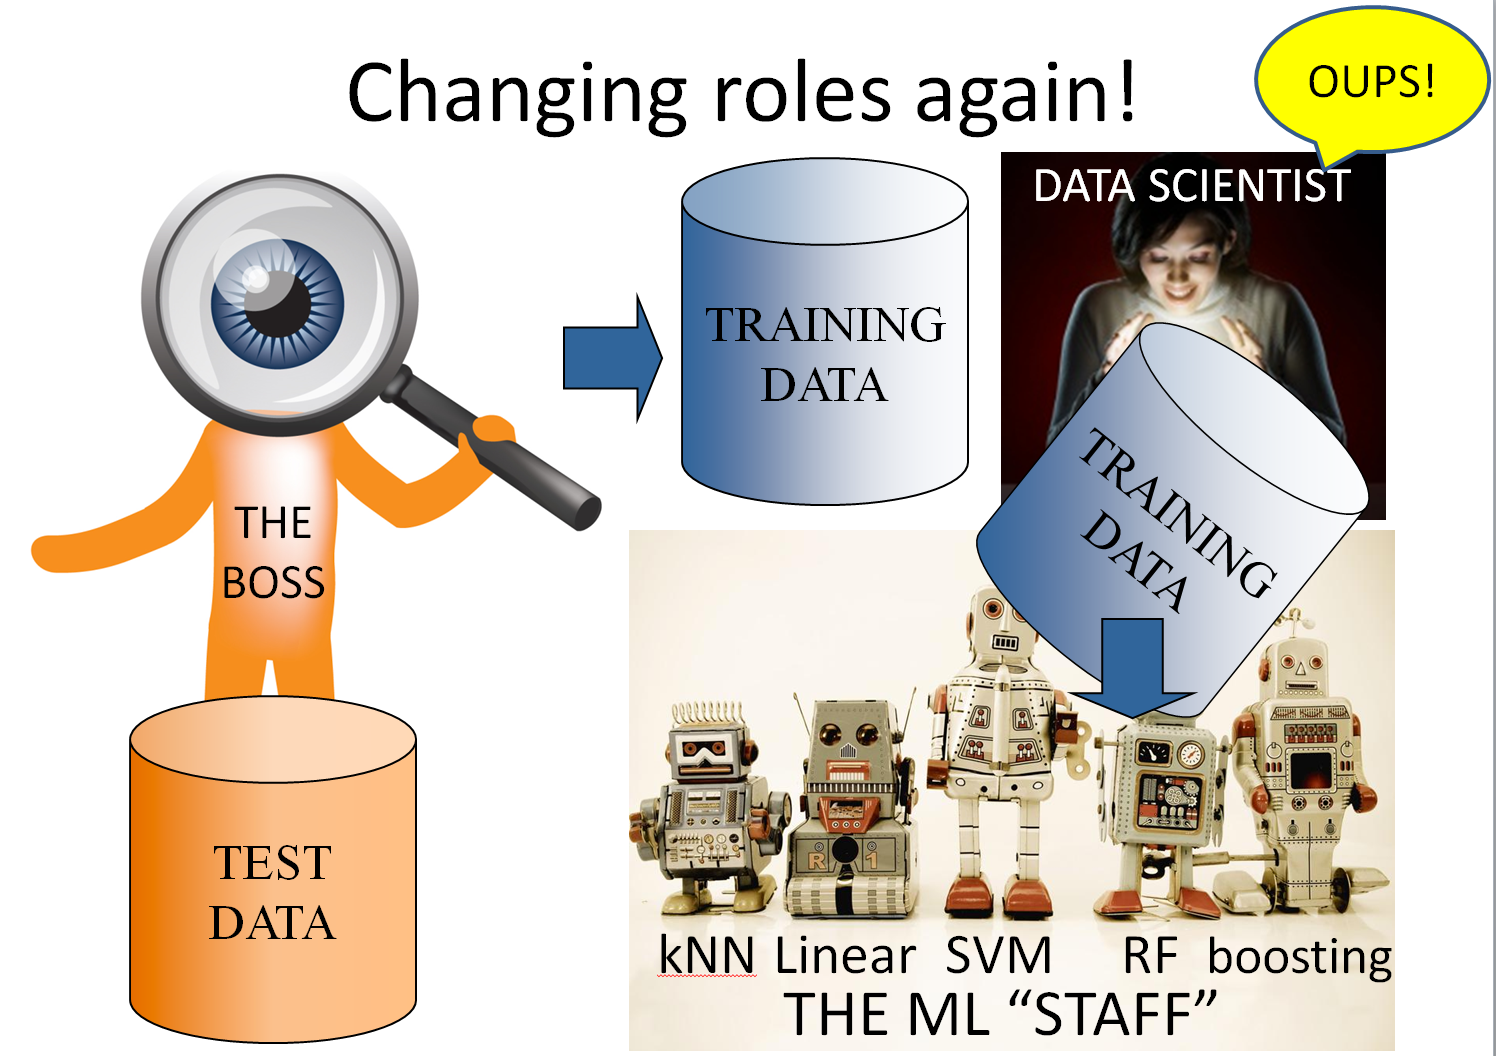 Changing roles again!
OUPS!
DATA SCIENTIST
TRAINING
DATA
TRAINING
DATA
THE
BOSS
TEST
DATA
R 1
kNN Linear SVM RF boosting
THE ML “STAFF”